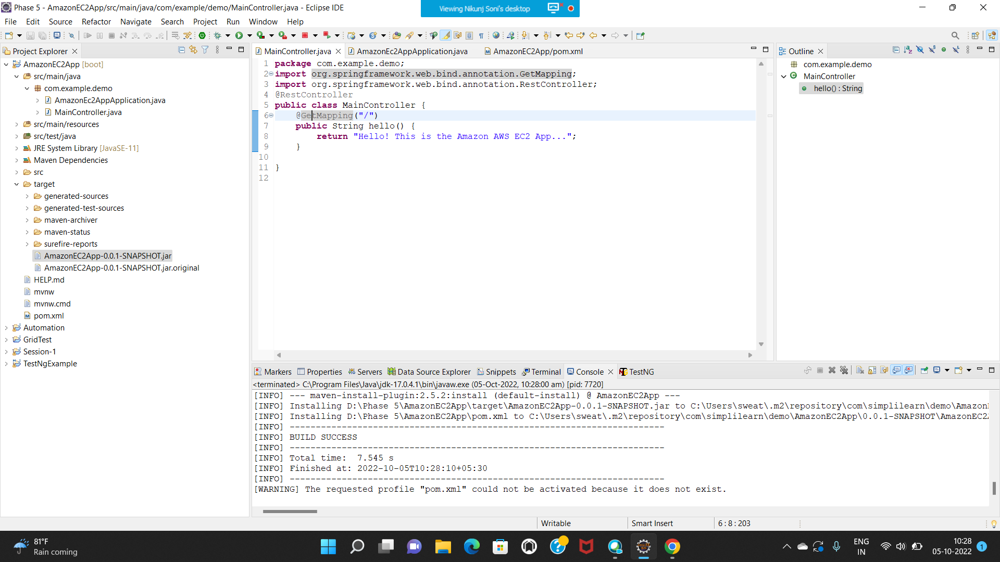 Phase 5 - AmazonEC2App/src/main/java/com/example/demo/MainController.java - Eclipse IDE
Viewing Nikunj Soni's desktop
File Edit Source Refactor Navigate Search Project Run Window Help
Project Explorer
AmazonEC2App [boot]
src/main/java
com.example.demo
AmazonEc2AppApplication.java
MainController.java
src/main/resources
src/test/java
JRE System Library [JavaSE-11]
Maven Dependencies
src
target
generated-sources
generated-test-sources
maven-archiver
maven-status
surefire-reports
AmazonEC2App-0.0.1-SNAPSHOT.jar
AmazonEC2App-0.0.1-SNAPSHOT.jar.original
HELP.md
mvnw
mvnw.cmd
pom.xml
Automation
GridTest
Session-1
TestNgExample
MainController.java AmazonEc2AppApplication.java AmazonEC2App/pom.xml
1 package com.example.demo;
2 import org.springframework.web.bind.annotation.GetMapping;
3 import org.springframework.web.bind.annotation.RestController;
4 @RestController
5 public class MainController {
6 @GetMapping("/")
7 public String hello() {
8 return "Hello! This is the Amazon AWS EC2 App...";
9 }
10
11 }
12
Outline
com.example.demo
MainController
hello() : String
Markers Properties Servers Data Source Explorer Snippets Terminal Console TestNG
<terminated> C:\Program Files\Java\jdk-17.0.4.1\bin\javaw.exe (05-Oct-2022, 10:28:00 am) [pid: 7720]
[INFO] --- maven-install-plugin:2.5.2:install (default-install) @ AmazonEC2App ---
[INFO] Installing D:\Phase 5\AmazonEC2App\target\AmazonEC2App-0.0.1-SNAPSHOT.jar to C:\Users\sweat\.m2\repository\com\simplilearn\demo\Amazon
[INFO] Installing D:\Phase 5\AmazonEC2App\pom.xml to C:\Users\sweat\.m2\repository\com\simplilearn\demo\AmazonEC2App\0.0.1-SNAPSHOT\AmazonEC2
[INFO] ------------------------------------------------------------------------
[INFO] BUILD SUCCESS
[INFO] ------------------------------------------------------------------------
[INFO] Total time: 7.545 s
[INFO] Finished at: 2022-10-05T10:28:10+05:30
[INFO] ------------------------------------------------------------------------
[WARNING] The requested profile "pom.xml" could not be activated because it does not exist.
Writable Smart Insert 6 : 8 : 203
81°F
Rain coming
ENG
IN
10:28
05-10-2022
1